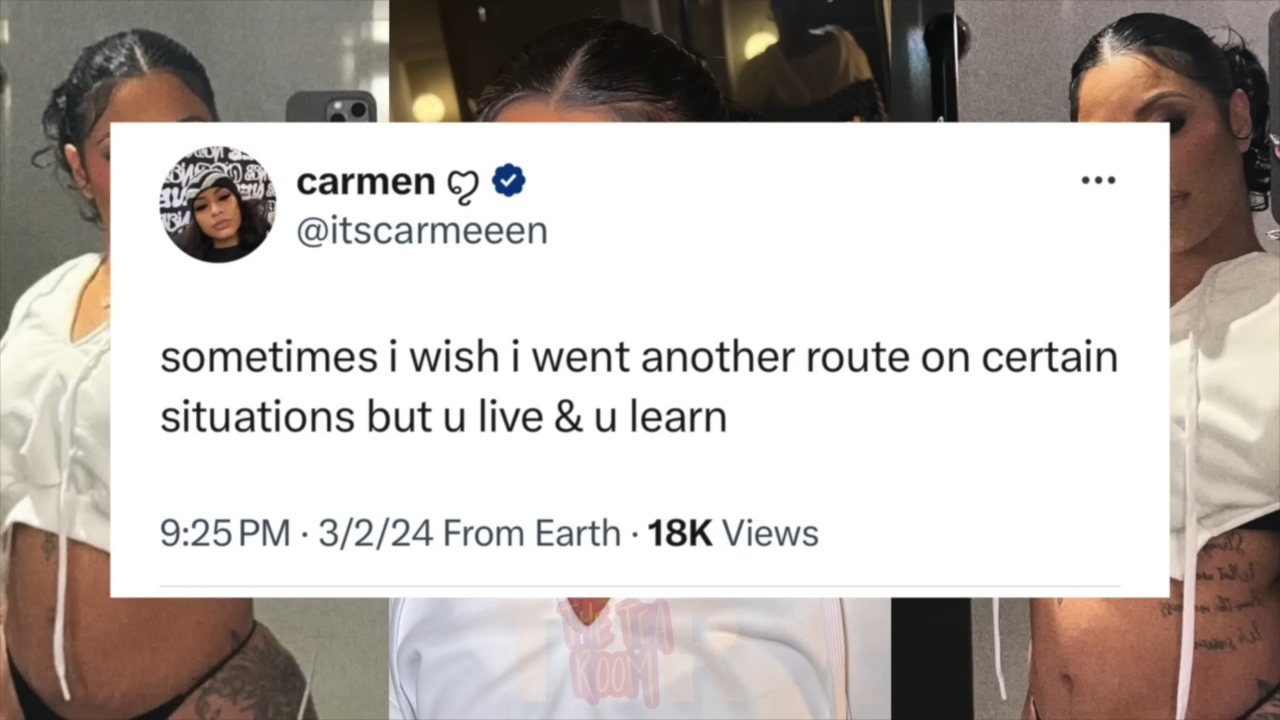 carmen ღ
@itscarmeeen
sometimes i wish i went another route on certain
situations but u live & u learn
9:25 PM · 3/2/24 From Earth · 18K Views
THE TEA
ROOM